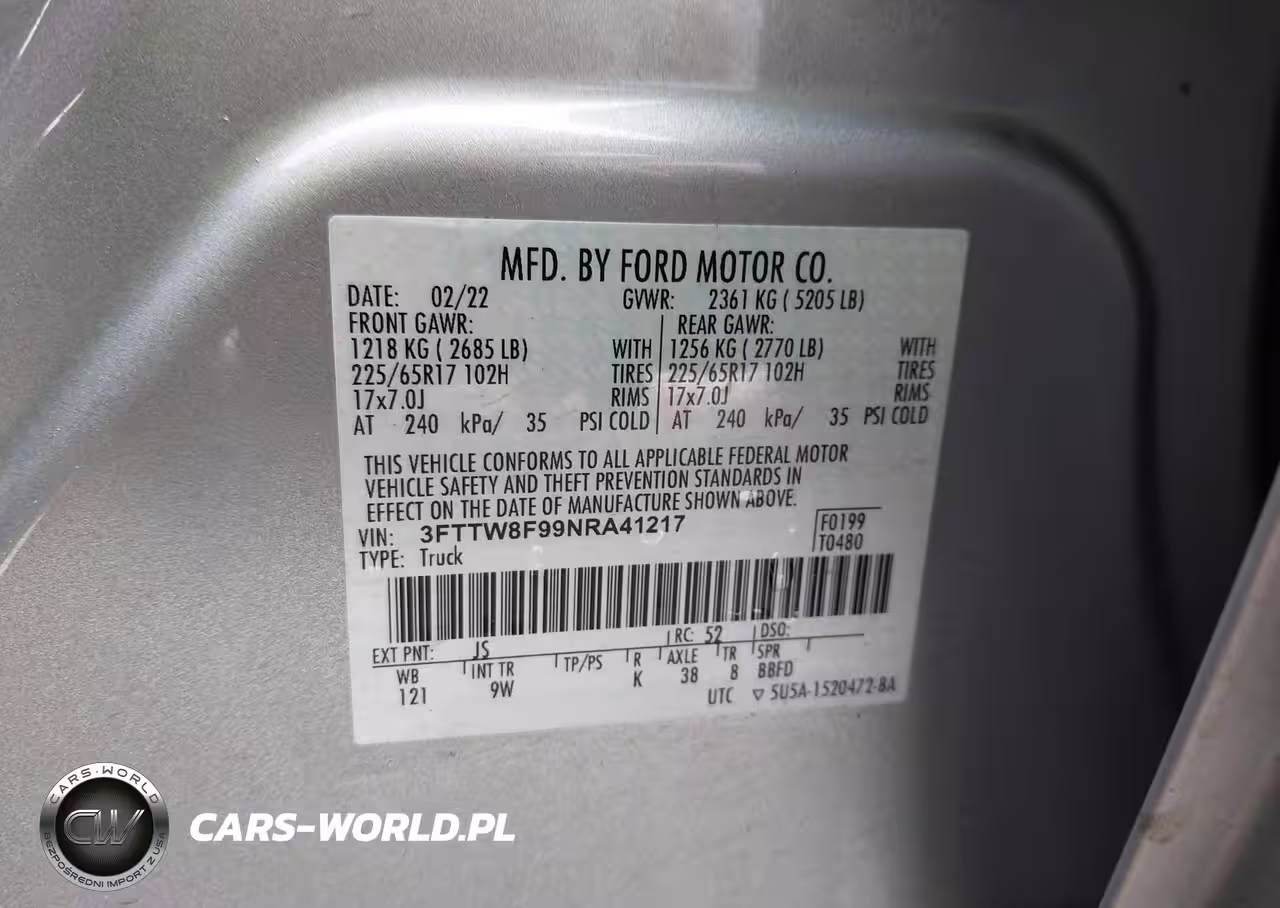 MFD. BY FORD MOTOR CO.
DATE: 02/22 GVWR: 2361 KG ( 5205 LB)
FRONT GAWR: REAR GAWR:
1218 KG ( 2685 LB) WITH 1256 KG ( 2770 LB) WITH
225/65R17 102H TIRES 225/65R17 102H TIRES
17x7.0J RIMS 17x7.0J RIMS
AT 240 kPa/ 35 PSI COLD AT 240 kPa/ 35 PSI COLD
THIS VEHICLE CONFORMS TO ALL APPLICABLE FEDERAL MOTOR
VEHICLE SAFETY AND THEFT PREVENTION STANDARDS IN
EFFECT ON THE DATE OF MANUFACTURE SHOWN ABOVE.
VIN: 3FTTW8F99NRA41217 F0199
TYPE: Truck T0480
EXT PNT: JS RC: 52 DSO:
WB INT TR TP/PS R AXLE TR SPR
121 9W K 38 8 BBFD
UTC ▽ 5U5A-1520472-BA
CARS-WORLD
CW
BEZPOŚREDNI IMPORT Z USA
CARS-WORLD.PL